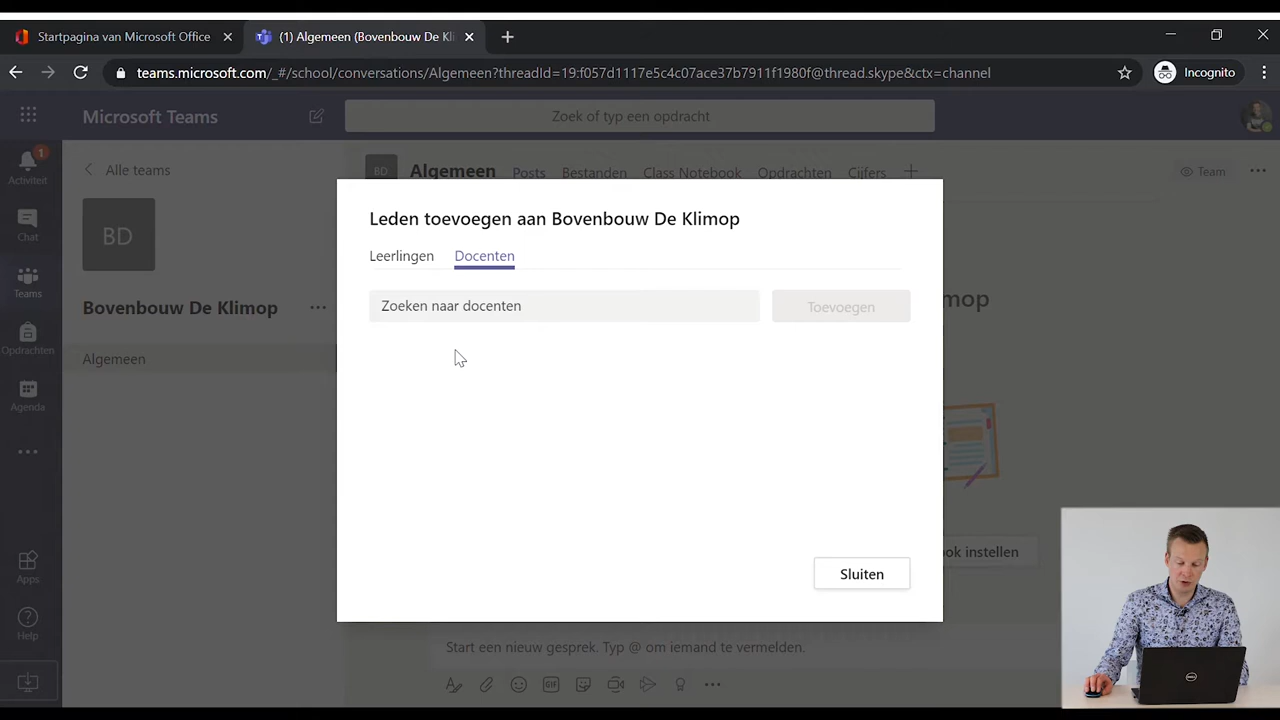 Startpagina van Microsoft Office
(1) Algemeen (Bovenbouw De Kli
teams.microsoft.com/_#/school/conversations/Algemeen?threadId=19:f057d1117e5c4c07ace37b7911f1980f@thread.skype&ctx=channel
Incognito
Microsoft Teams
Zoek of typ een opdracht
1
Activiteit
Chat
Teams
Opdrachten
Agenda
Apps
Help
Alle teams
BD
Bovenbouw De Klimop
Algemeen
BD
Algemeen
Posts
Bestanden
Class Notebook
Opdrachten
Cijfers
Team
Leden toevoegen aan Bovenbouw De Klimop
Leerlingen
Docenten
Zoeken naar docenten
Toevoegen
Sluiten
mop
ok instellen
Start een nieuw gesprek. Typ @ om iemand te vermelden.
GIF
DELL